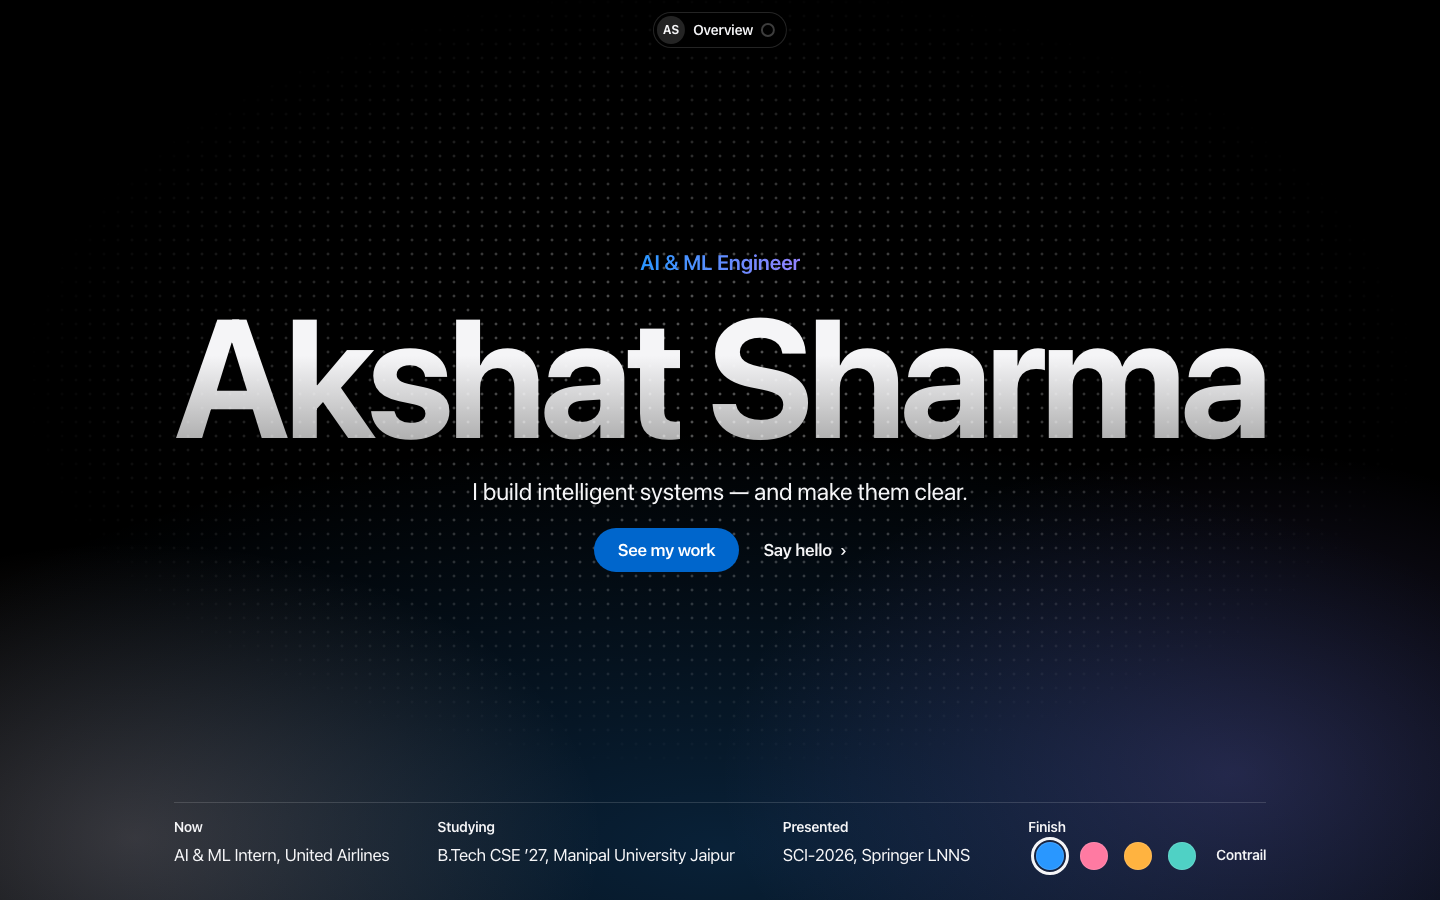 AS Overview
AI & ML Engineer
Akshat Sharma
I build intelligent systems — and make them clear.
See my work Say hello ›
Now
AI & ML Intern, United Airlines
Studying
B.Tech CSE ’27, Manipal University Jaipur
Presented
SCI-2026, Springer LNNS
Finish
Contrail